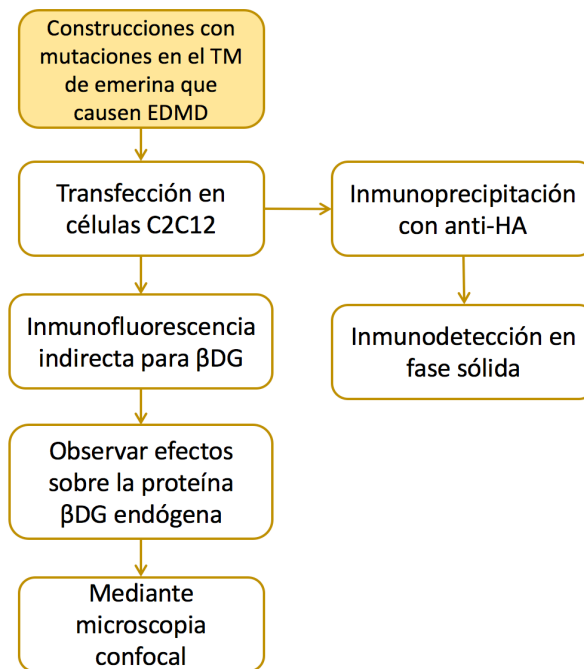 Construcciones con
mutaciones en el TM
de emerina que
causen EDMD
Transfección en
células C2C12
Inmunoprecipitación
con anti-HA
Inmunofluorescencia
indirecta para βDG
Inmunodetección en
fase sólida
Observar efectos
sobre la proteína
βDG endógena
Mediante
microscopia
confocal